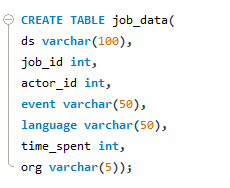 CREATE TABLE job_data(
ds varchar(100),
job_id int,
actor_id int,
event varchar(50),
language varchar(50),
time_spent int,
org varchar(5));